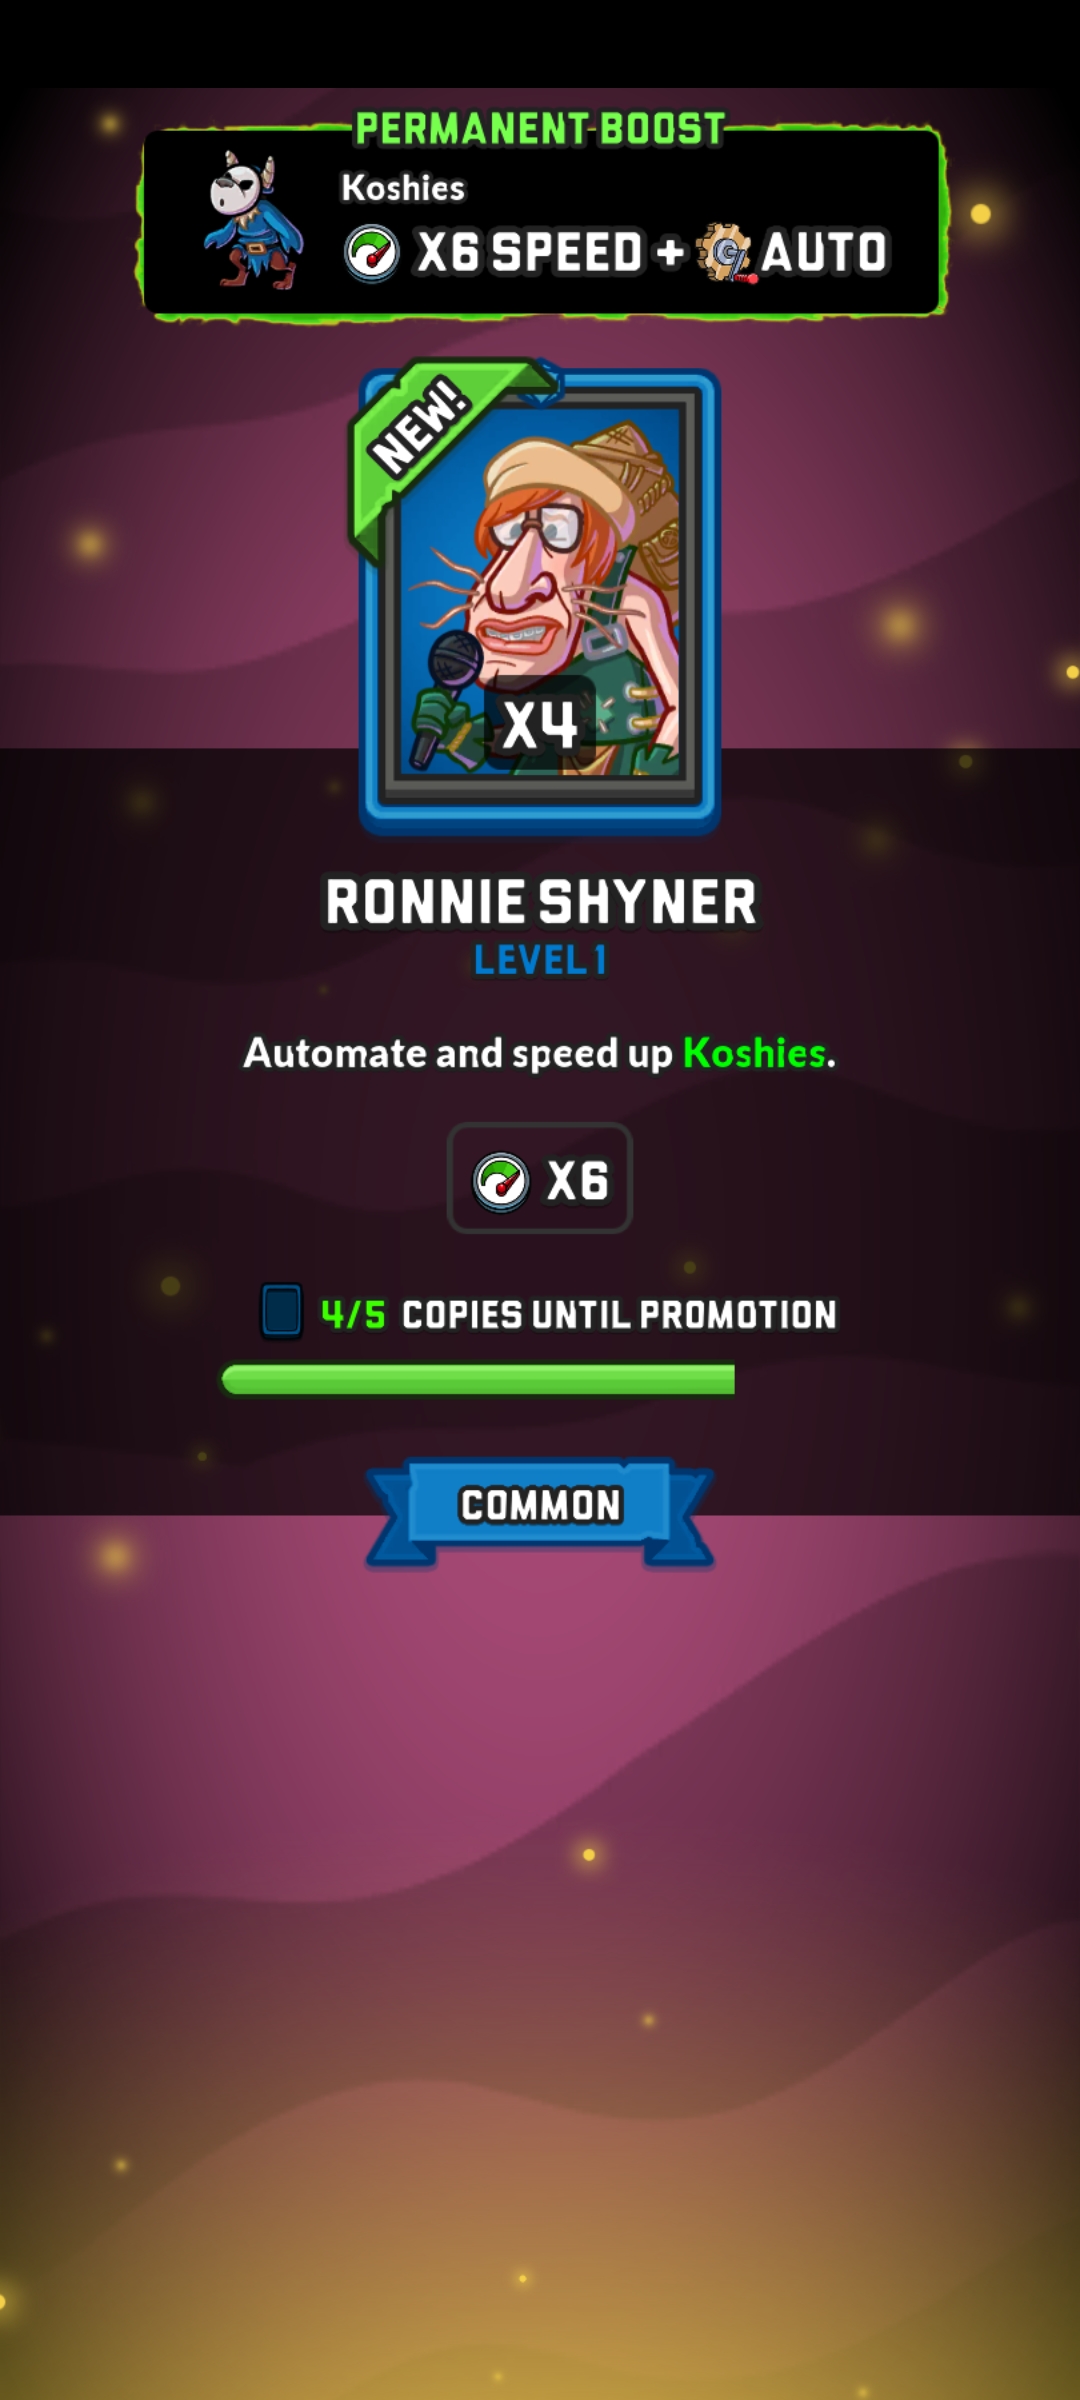 PERMANENT BOOST
Koshies
X6 SPEED + AUTO
NEW!
X4
RONNIE SHYNER
LEVEL 1
Automate and speed up Koshies.
X6
4/5 COPIES UNTIL PROMOTION
COMMON